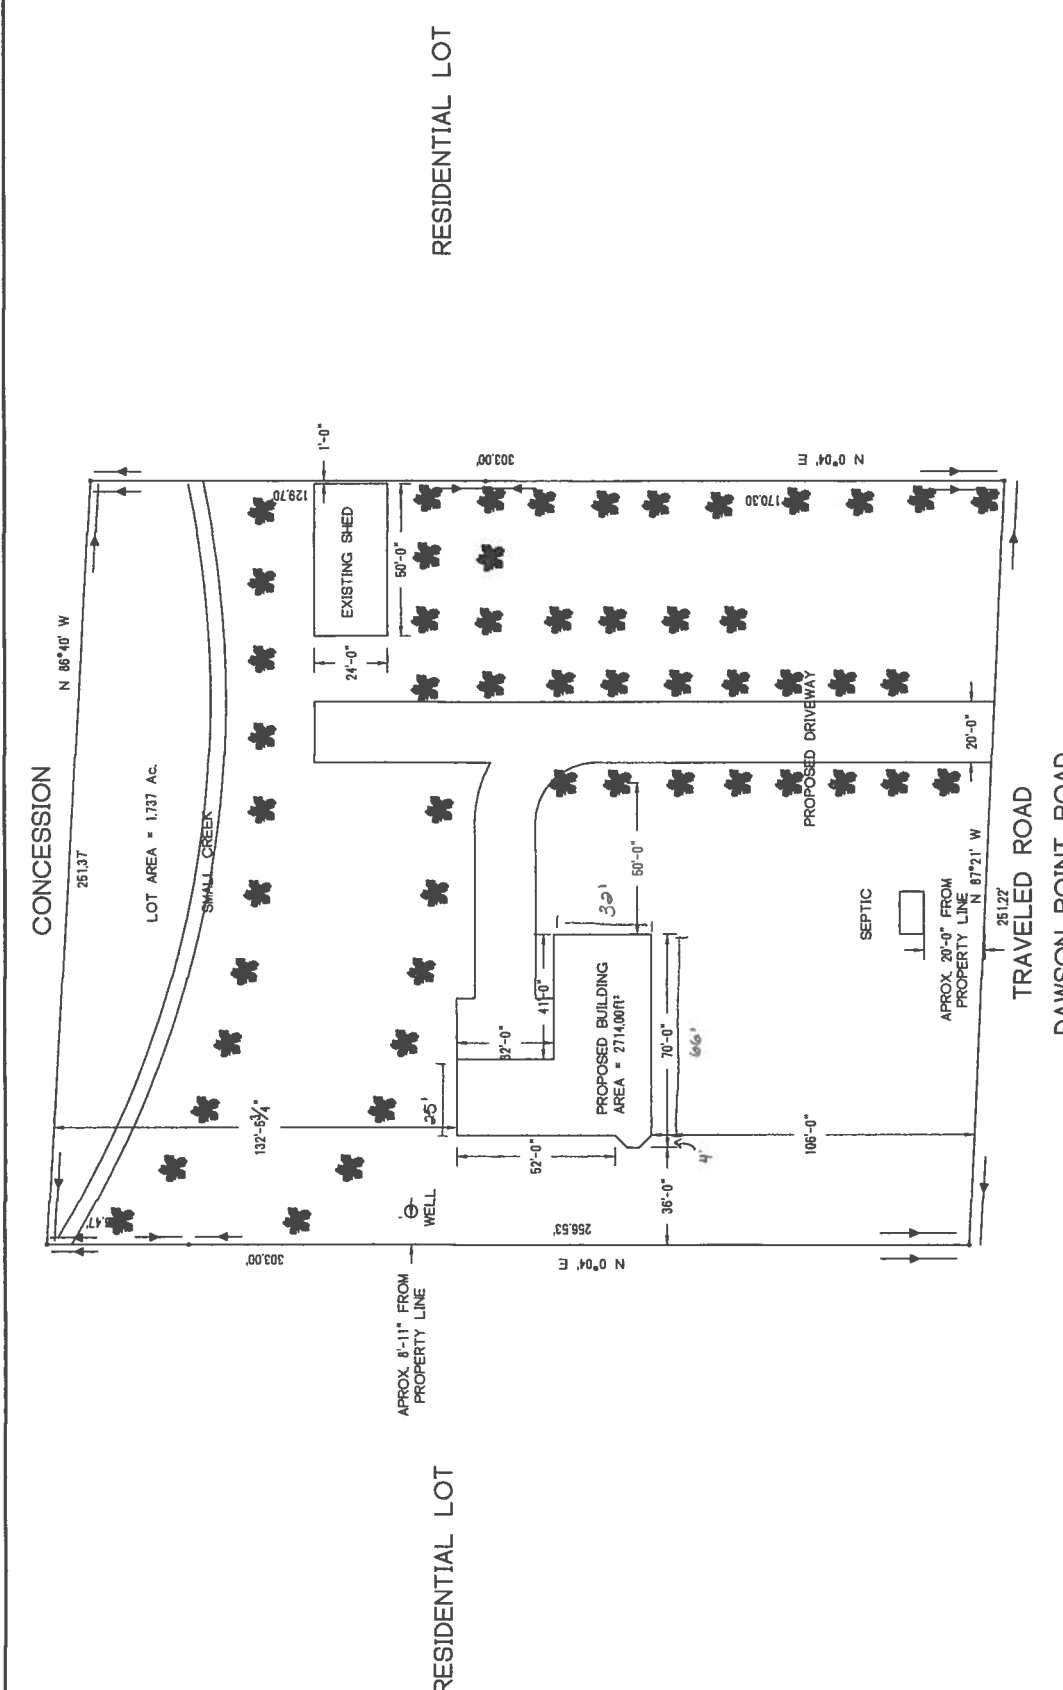 RESIDENTIAL LOT
CONCESSION
N 86°40' W
251.37'
LOT AREA = 1.737 Ac.
SMALL CREEK
129.70'
1'-0"
303.00'
N 0°04' E
EXISTING SHED
50'-0"
24'-0"
170.30
PROPOSED DRIVEWAY
20'-0"
50'-0"
32'
41'-0"
32'-0"
25'
PROPOSED BUILDING
AREA = 2714.00ft²
70'-0"
66'
4'
52'-0"
132'-5¾"
106'-0"
36'-0"
SEPTIC
APROX. 20'-0" FROM
PROPERTY LINE
N 87°21' W
251.22'
TRAVELED ROAD
DAWSON POINT ROAD
WELL
APROX. 8'-11" FROM
PROPERTY LINE
303.00'
256.53'
N 0°04' E
RESIDENTIAL LOT